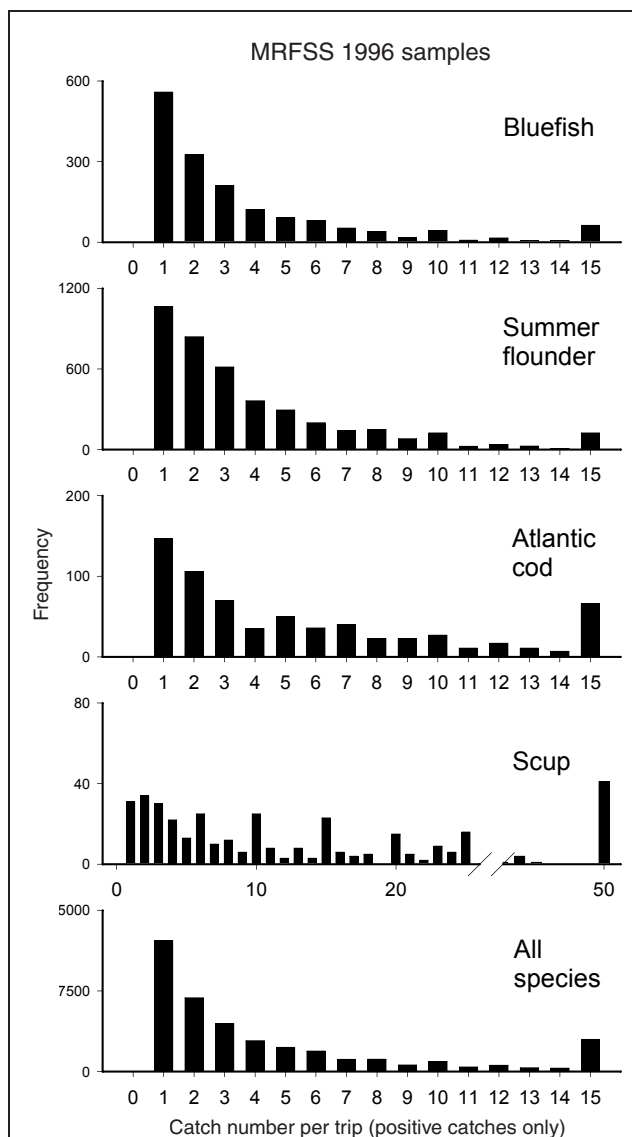 MRFSS 1996 samples
600
300
0
Bluefish
0 1 2 3 4 5 6 7 8 9 10 11 12 13 14 15
1200
600
0
Summer
flounder
0 1 2 3 4 5 6 7 8 9 10 11 12 13 14 15
Frequency
200
100
0
Atlantic
cod
0 1 2 3 4 5 6 7 8 9 10 11 12 13 14 15
80
40
0
Scup
0 10 20 50
5000
7500
0
All
species
0 1 2 3 4 5 6 7 8 9 10 11 12 13 14 15
Catch number per trip (positive catches only)